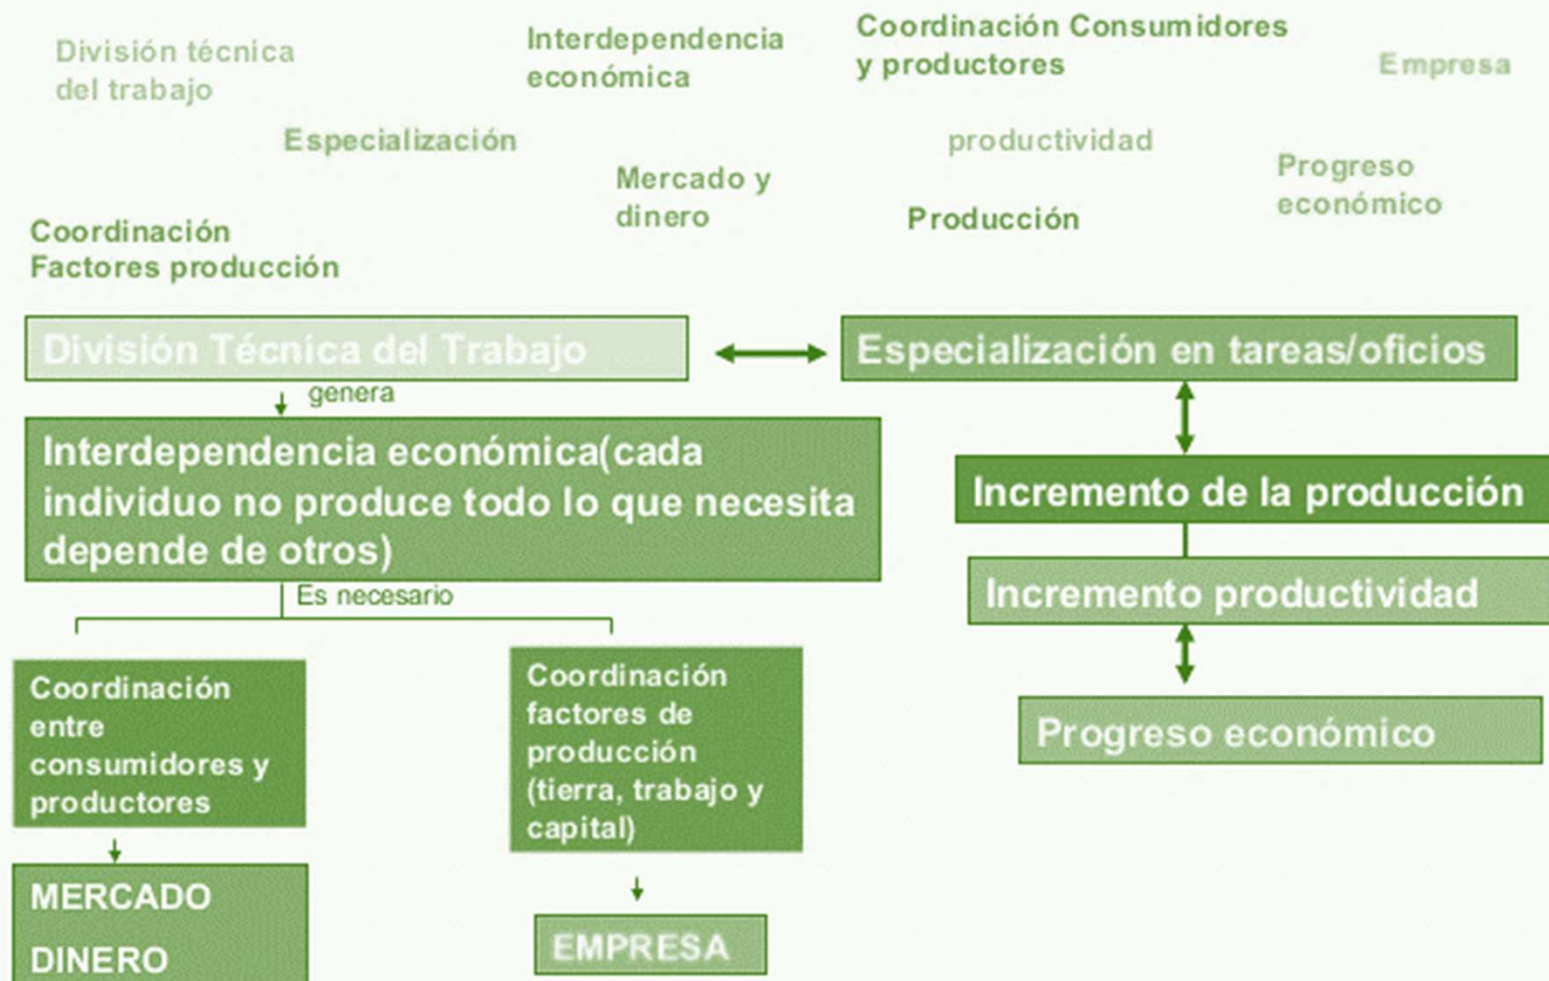 División técnica
del trabajo
Interdependencia
económica
Coordinación Consumidores
y productores
Empresa
Especialización
productividad
Mercado y
dinero
Progreso
económico
Producción
Coordinación
Factores producción
División Técnica del Trabajo
Especialización en tareas/oficios
genera
Interdependencia económica(cada
individuo no produce todo lo que necesita
depende de otros)
Incremento de la producción
Incremento productividad
Progreso económico
Es necesario
Coordinación
entre
consumidores y
productores
Coordinación
factores de
producción
(tierra, trabajo y
capital)
MERCADO
DINERO
EMPRESA